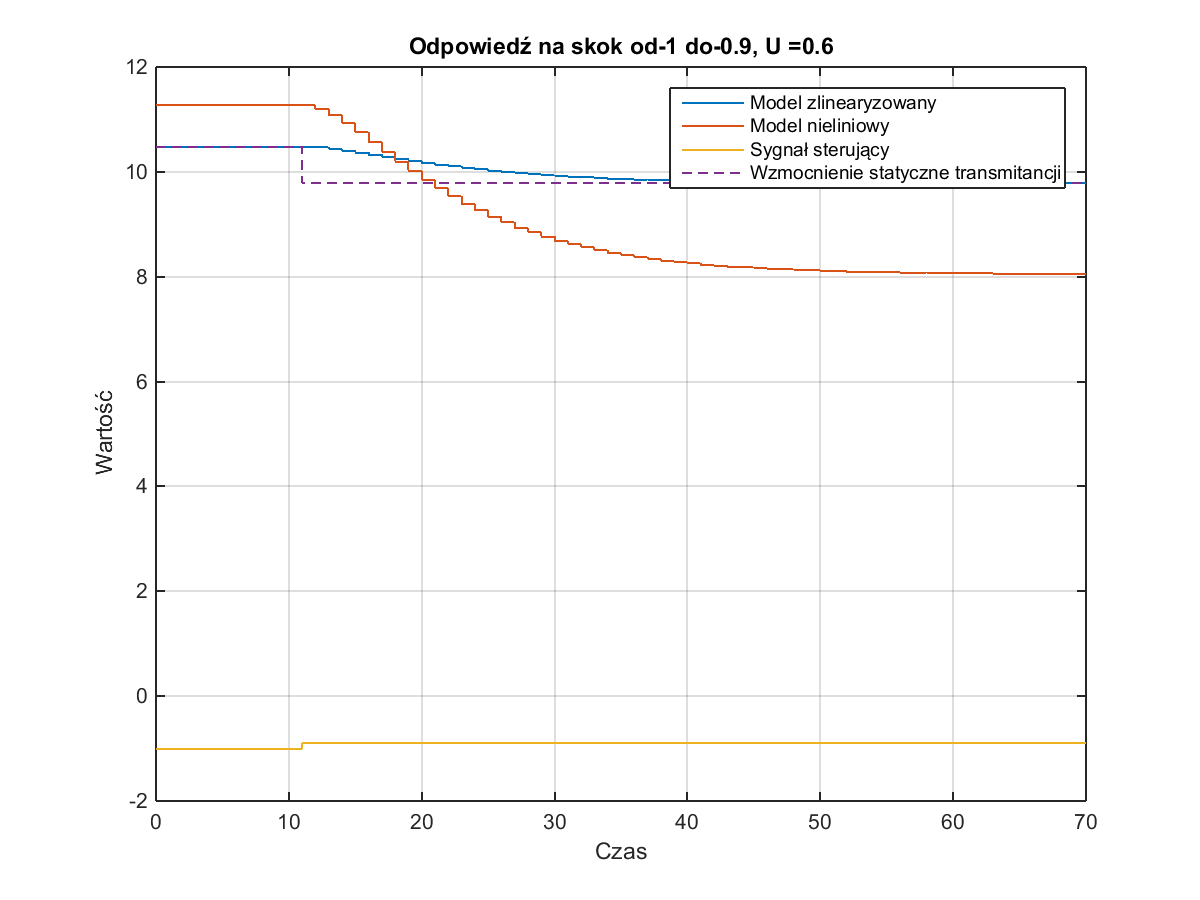 Odpowiedź na skok od-1 do-0.9, U =0.6
12
10
8
6
4
2
0
-2
Wartość
Model zlinearyzowany
Model nieliniowy
Sygnał sterujący
Wzmocnienie statyczne transmitancji
0 10 20 30 40 50 60 70
Czas